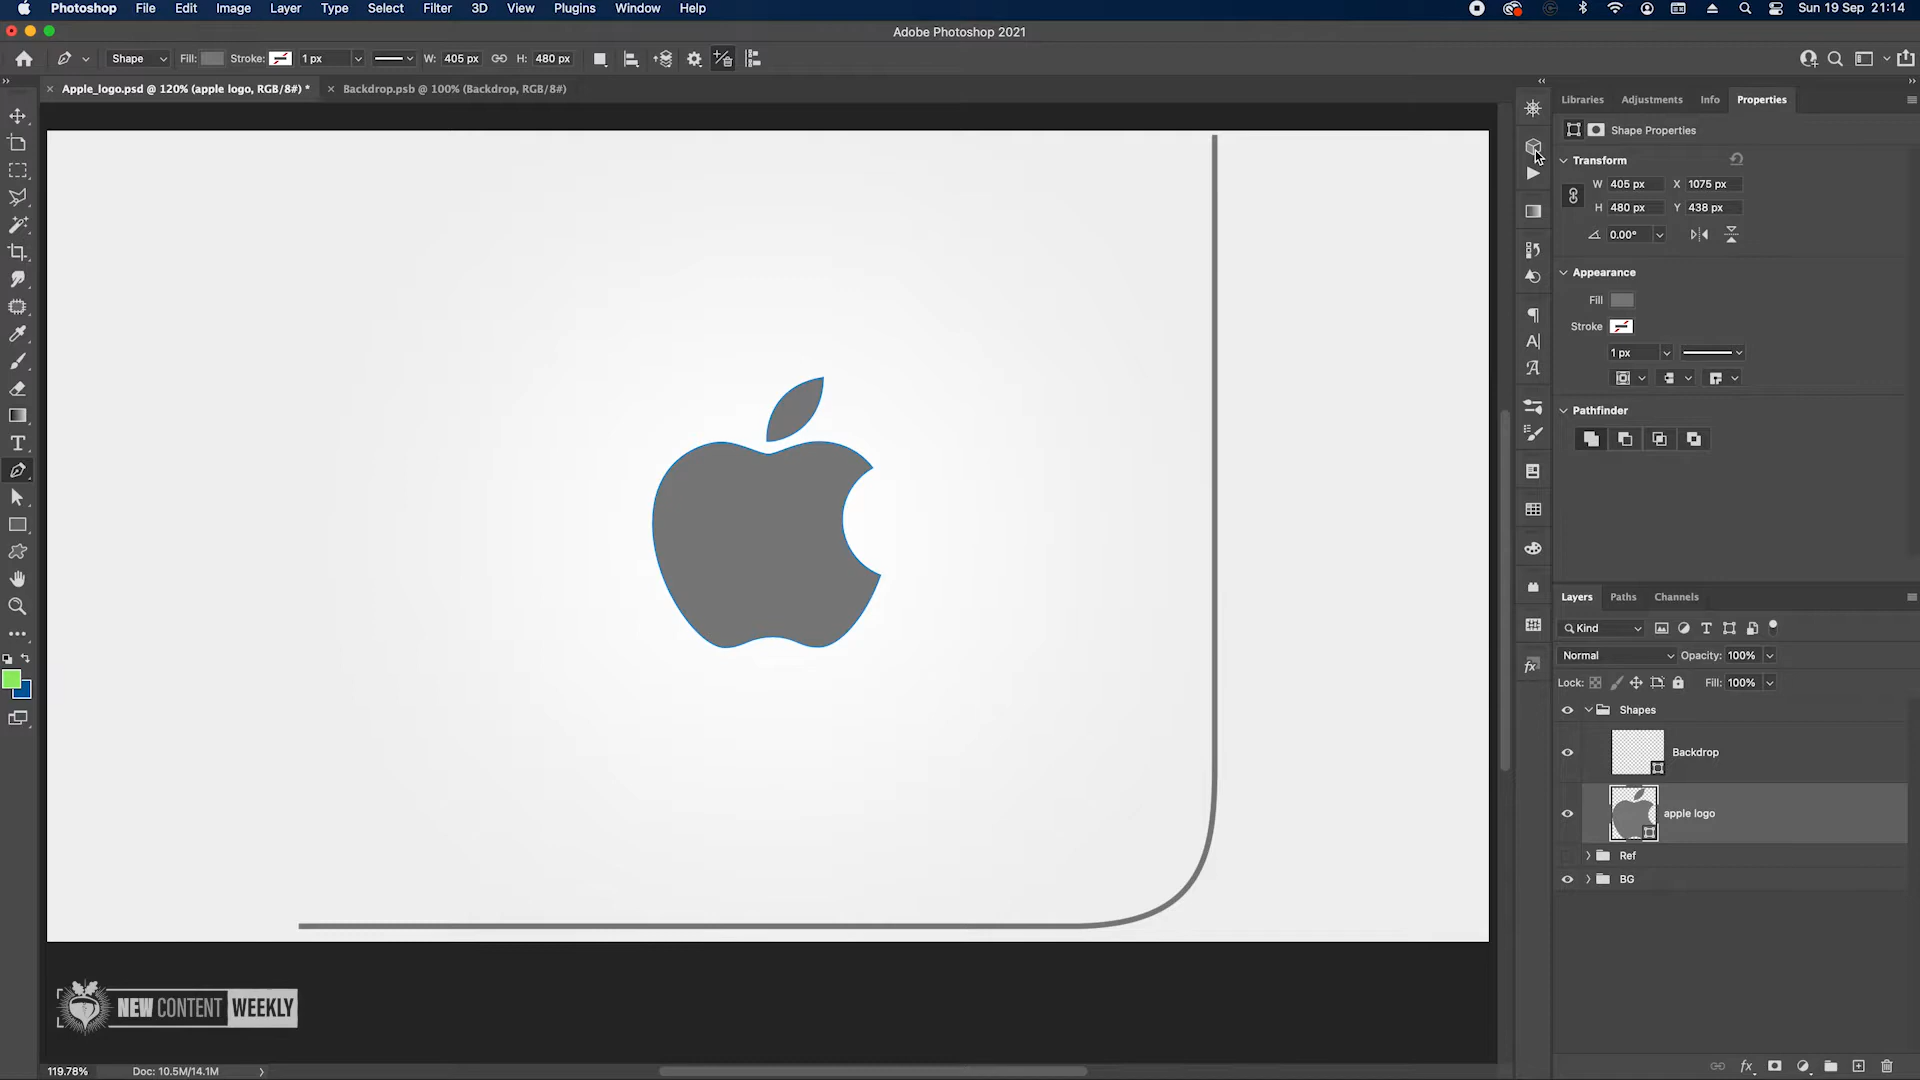 Photoshop File Edit Image Layer Type Select Filter 3D View Plugins Window Help Sun 19 Sep 21:14
Adobe Photoshop 2021
Shape Fill: Stroke: 1 px W: 405 px H: 480 px
Apple_logo.psd @ 120% (apple logo, RGB/8#) * Backdrop.psb @ 100% (Backdrop, RGB/8#)
Libraries Adjustments Info Properties
Shape Properties
Transform
W 405 px X 1075 px
H 480 px Y 438 px
0.00°
Appearance
Fill
Stroke
1 px
Pathfinder
Layers Paths Channels
Kind
Normal Opacity: 100%
Lock: Fill: 100%
Shapes
Backdrop
apple logo
Ref
BG
NEW CONTENT WEEKLY
119.78% Doc: 10.5M/14.1M